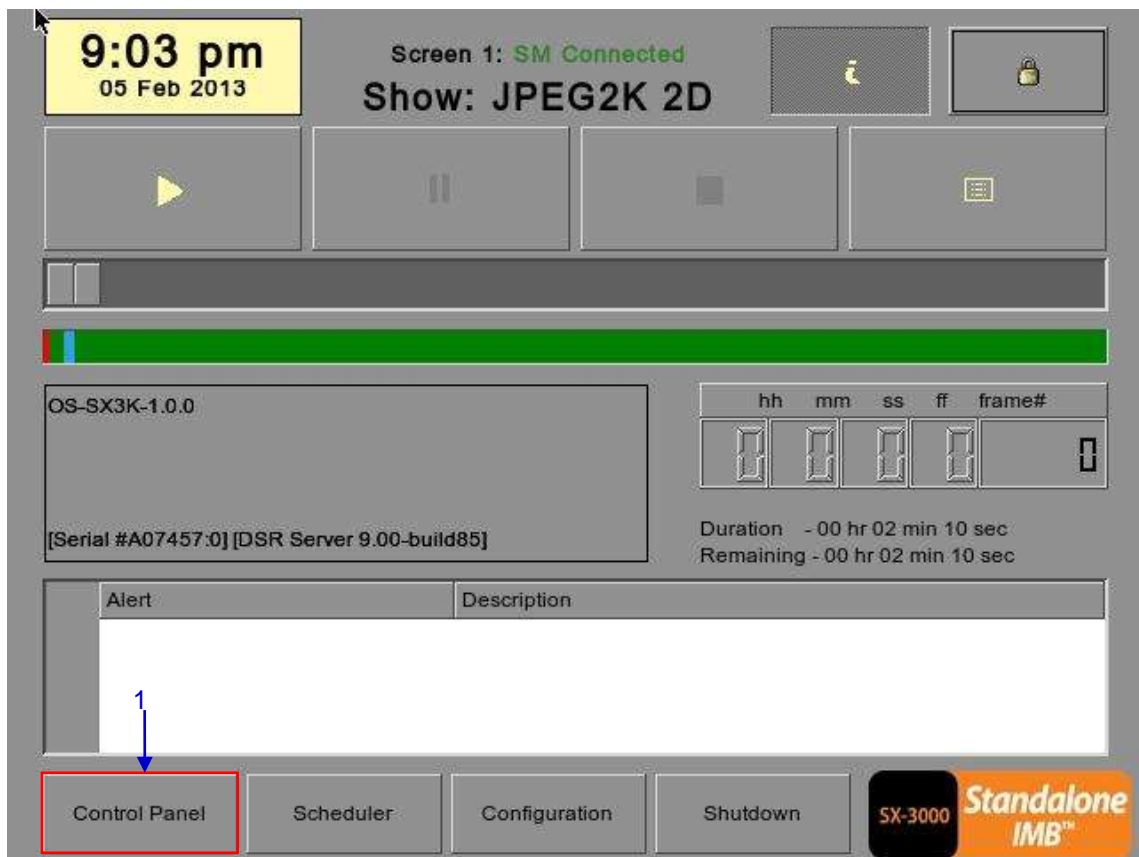 9:03 pm
05 Feb 2013
Screen 1: SM Connected
Show: JPEG2K 2D
i
OS-SX3K-1.0.0
[Serial #A07457:0] [DSR Server 9.00-build85]
hh mm ss ff frame#
0 0 0 0 0
Duration - 00 hr 02 min 10 sec
Remaining - 00 hr 02 min 10 sec
Alert Description
1
Control Panel Scheduler Configuration Shutdown
SX-3000 Standalone
IMB™